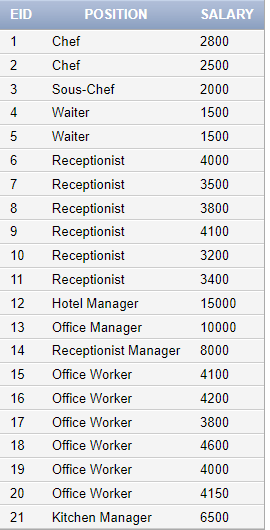 EID POSITION SALARY
1 Chef 2800
2 Chef 2500
3 Sous-Chef 2000
4 Waiter 1500
5 Waiter 1500
6 Receptionist 4000
7 Receptionist 3500
8 Receptionist 3800
9 Receptionist 4100
10 Receptionist 3200
11 Receptionist 3400
12 Hotel Manager 15000
13 Office Manager 10000
14 Receptionist Manager 8000
15 Office Worker 4100
16 Office Worker 4200
17 Office Worker 3800
18 Office Worker 4600
19 Office Worker 4000
20 Office Worker 4150
21 Kitchen Manager 6500